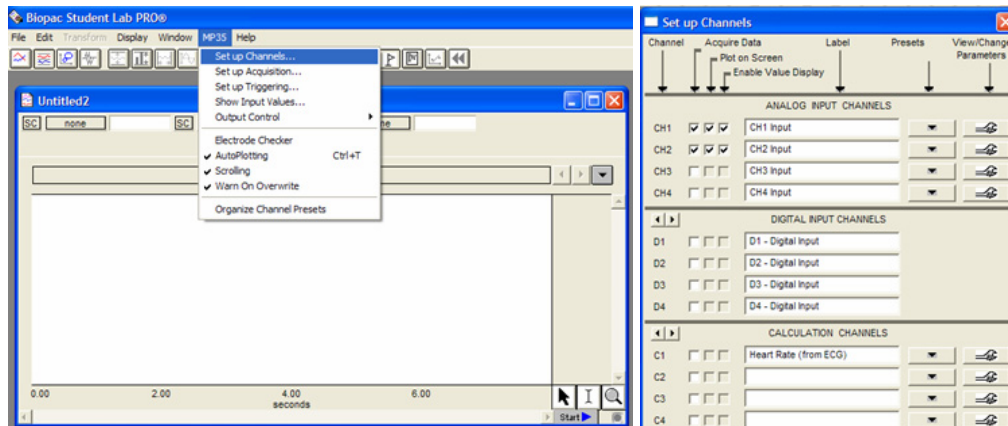 Biopac Student Lab PRO®
File Edit Transform Display Window MP35 Help
Set up Channels...
Set up Acquisition...
Set up Triggering...
Show Input Values...
Output Control
Electrode Checker
AutoPlotting Ctrl+T
Scrolling
Warn On Overwrite
Organize Channel Presets
Untitled2
SC none SC ne
0.00 2.00 4.00 6.00
seconds
Start
Set up Channels
Channel Acquire Data Label Presets View/Change
Plot on Screen Parameters
Enable Value Display
ANALOG INPUT CHANNELS
CH1 CH1 Input
CH2 CH2 Input
CH3 CH3 Input
CH4 CH4 Input
DIGITAL INPUT CHANNELS
D1 D1 - Digital Input
D2 D2 - Digital Input
D3 D3 - Digital Input
D4 D4 - Digital Input
CALCULATION CHANNELS
C1 Heart Rate (from ECG)
C2
C3
C4